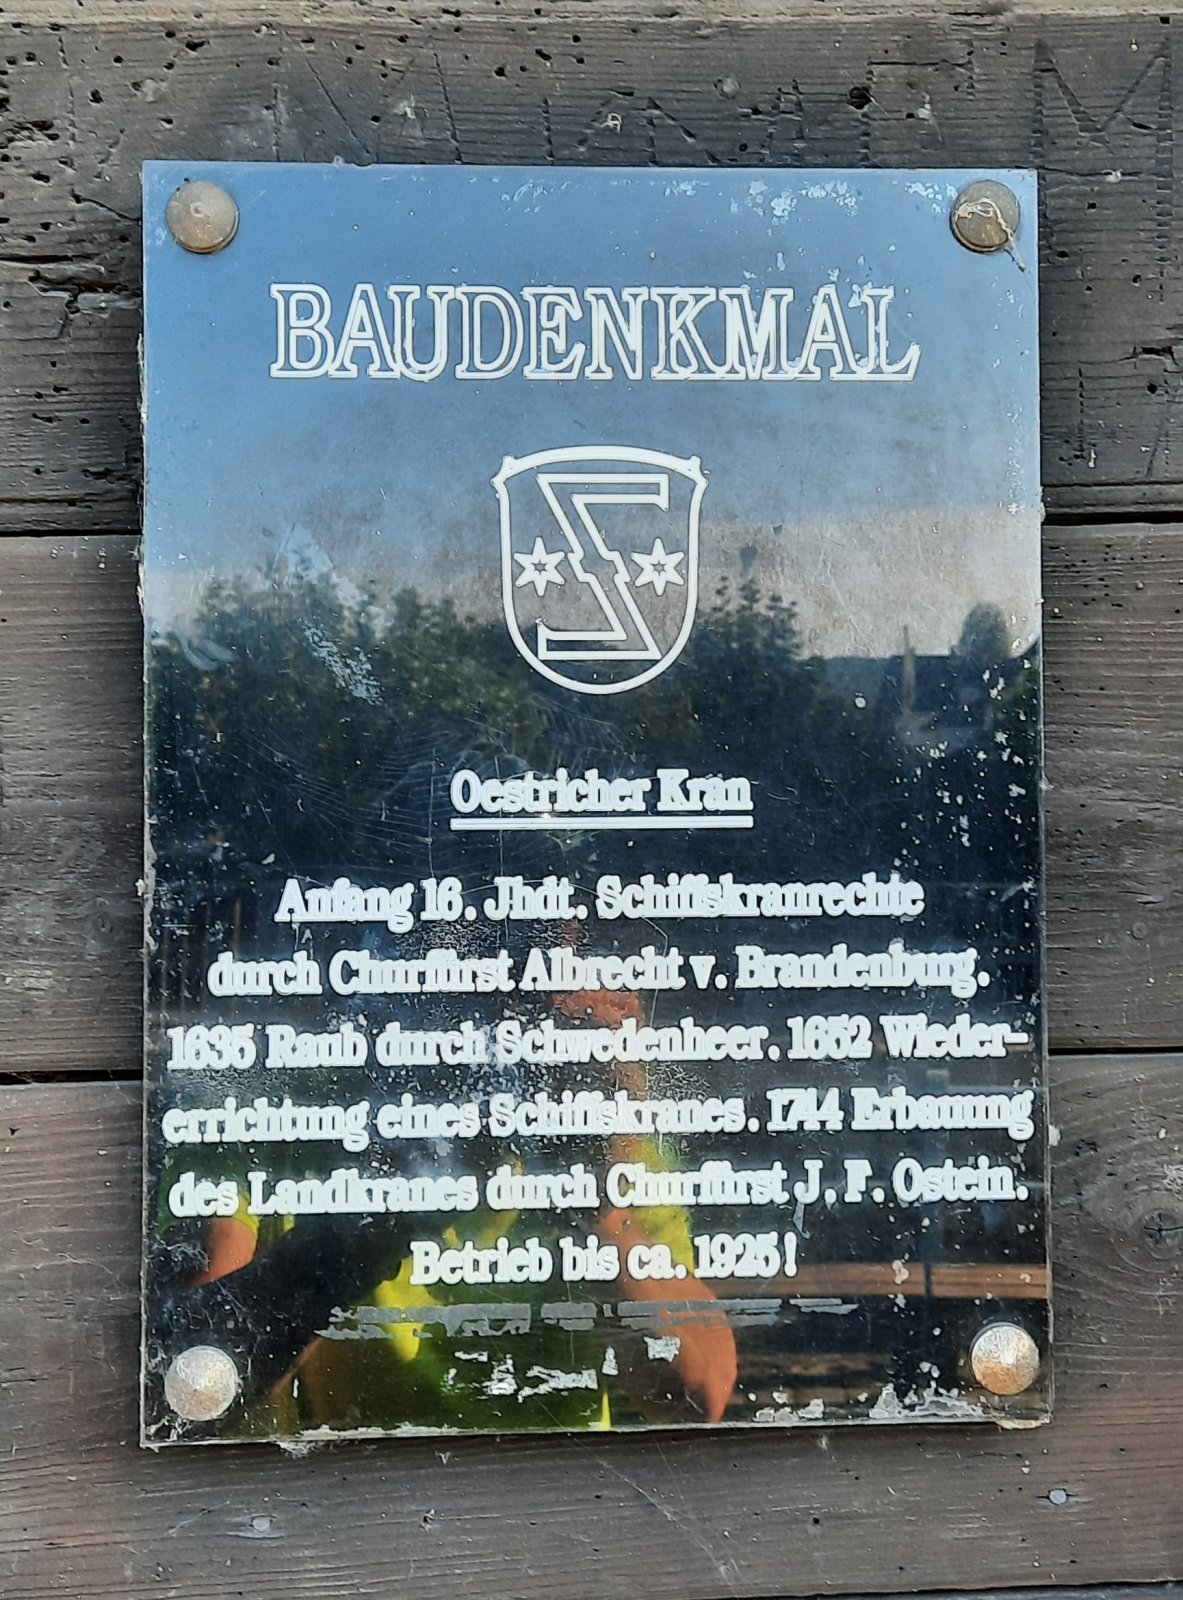 BAUDENKMAL
Oestricher Kran
Anfang 16. Jhdt. Schiffskranrechte
durch Churfürst Albrecht v. Brandenburg.
1635 Raub durch Schwedenheer. 1652 Wieder-
errichtung eines Schiffskranes. 1744 Erbauung
des Landkranes durch Churfürst J. F. Ostein.
Betrieb bis ca. 1925!